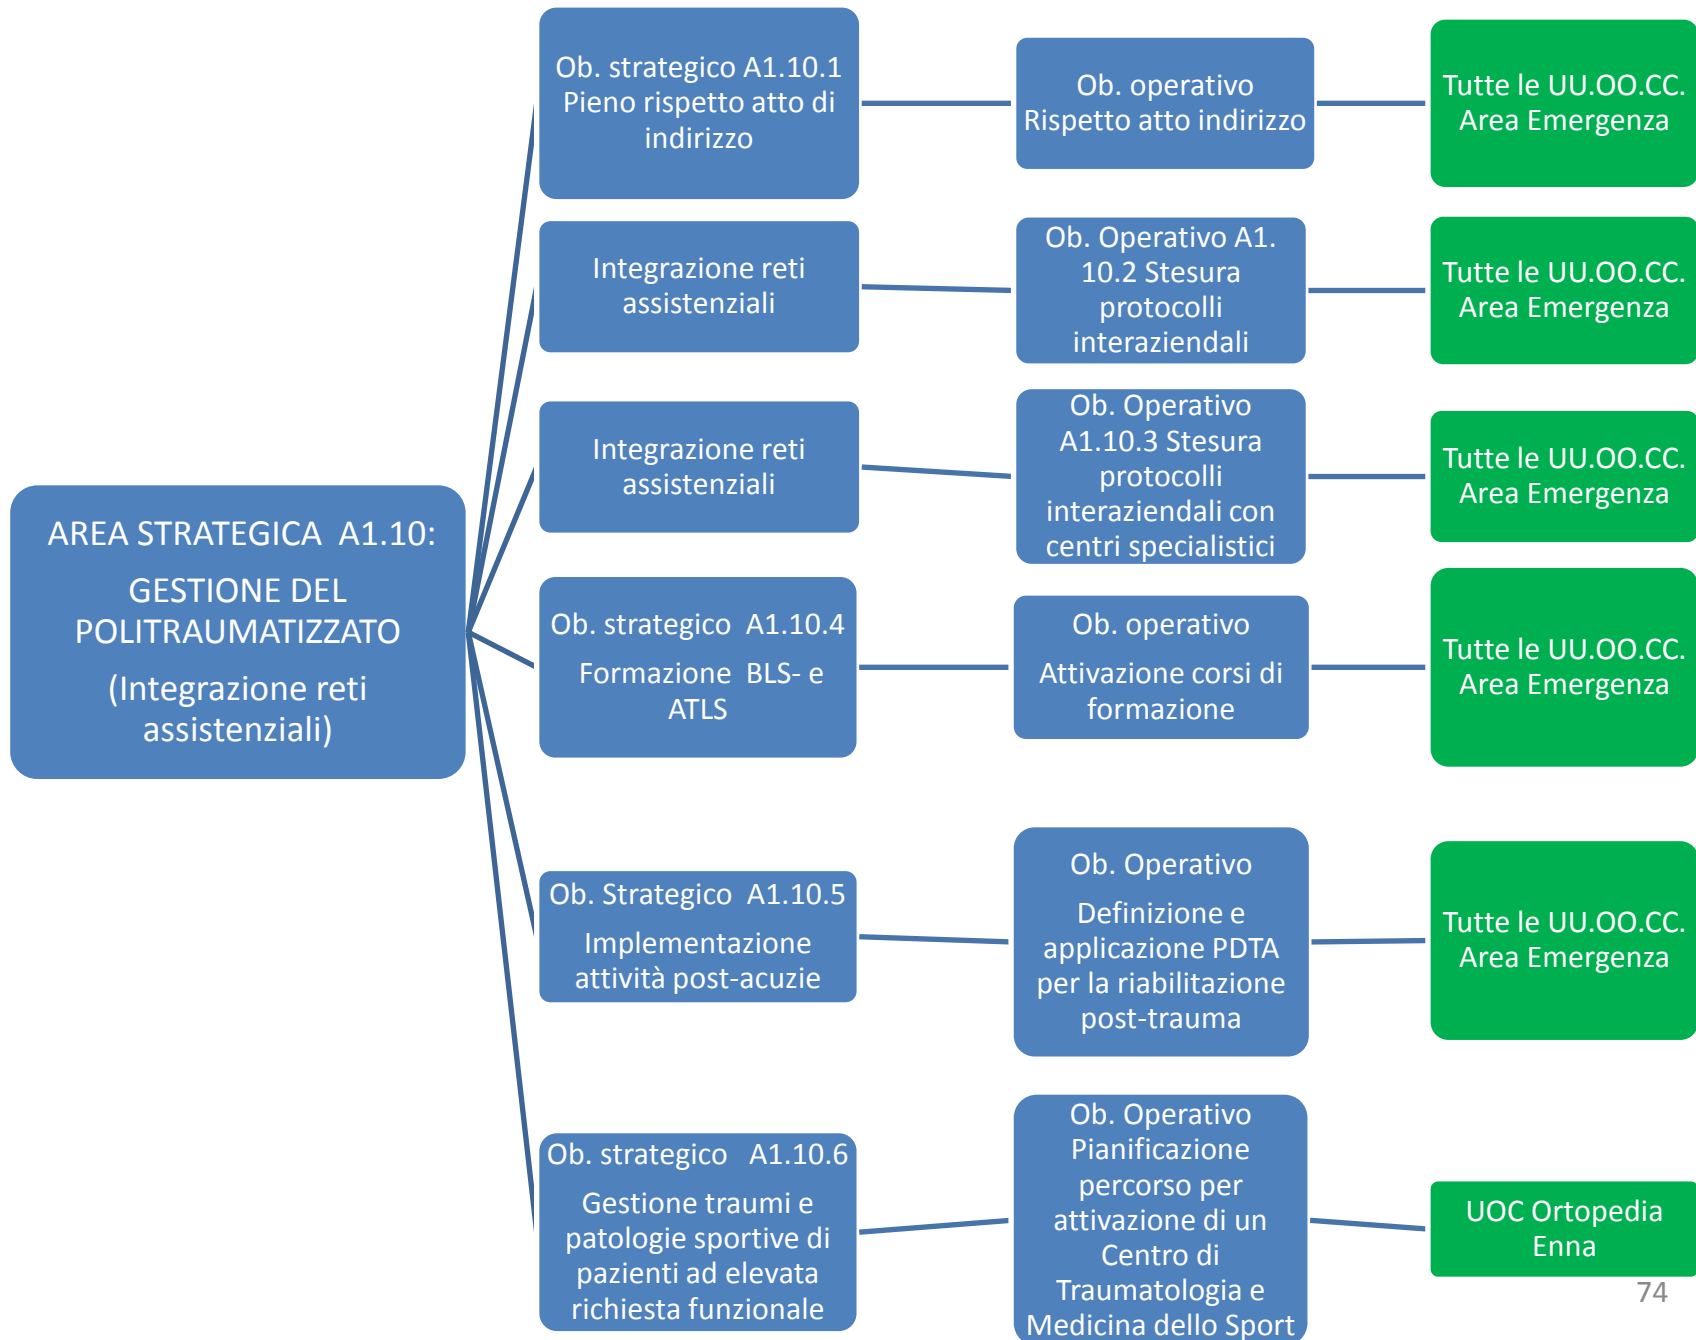 AREA STRATEGICA A1.10:
GESTIONE DEL
POLITRAUMATIZZATO
(Integrazione reti
assistenziali)
Ob. strategico A1.10.1
Pieno rispetto atto di
indirizzo
Ob. operativo
Rispetto atto indirizzo
Tutte le UU.OO.CC.
Area Emergenza
Integrazione reti
assistenziali
Ob. Operativo A1.
10.2 Stesura
protocolli
interaziendali
Tutte le UU.OO.CC.
Area Emergenza
Integrazione reti
assistenziali
Ob. Operativo
A1.10.3 Stesura
protocolli
interaziendali con
centri specialistici
Tutte le UU.OO.CC.
Area Emergenza
Ob. strategico A1.10.4
Formazione BLS- e
ATLS
Ob. operativo
Attivazione corsi di
formazione
Tutte le UU.OO.CC.
Area Emergenza
Ob. Strategico A1.10.5
Implementazione
attività post-acuzie
Ob. Operativo
Definizione e
applicazione PDTA
per la riabilitazione
post-trauma
Tutte le UU.OO.CC.
Area Emergenza
Ob. strategico A1.10.6
Gestione traumi e
patologie sportive di
pazienti ad elevata
richiesta funzionale
Ob. Operativo
Pianificazione
percorso per
attivazione di un
Centro di
Traumatologia e
Medicina dello Sport
UOC Ortopedia
Enna
74